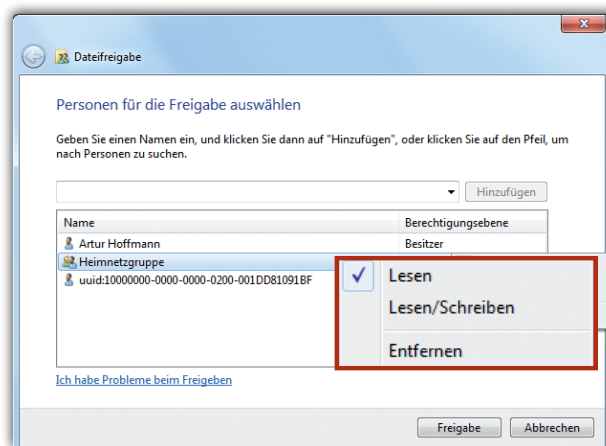 Dateifreigabe
Personen für die Freigabe auswählen
Geben Sie einen Namen ein, und klicken Sie dann auf "Hinzufügen", oder klicken Sie auf den Pfeil, um
nach Personen zu suchen.
Hinzufügen
Name Berechtigungsebene
Artur Hoffmann Besitzer
Heimnetzgruppe
uuid:10000000-0000-0000-0200-001DD81091BF
Lesen
Lesen/Schreiben
Entfernen
Ich habe Probleme beim Freigeben
Freigabe Abbrechen